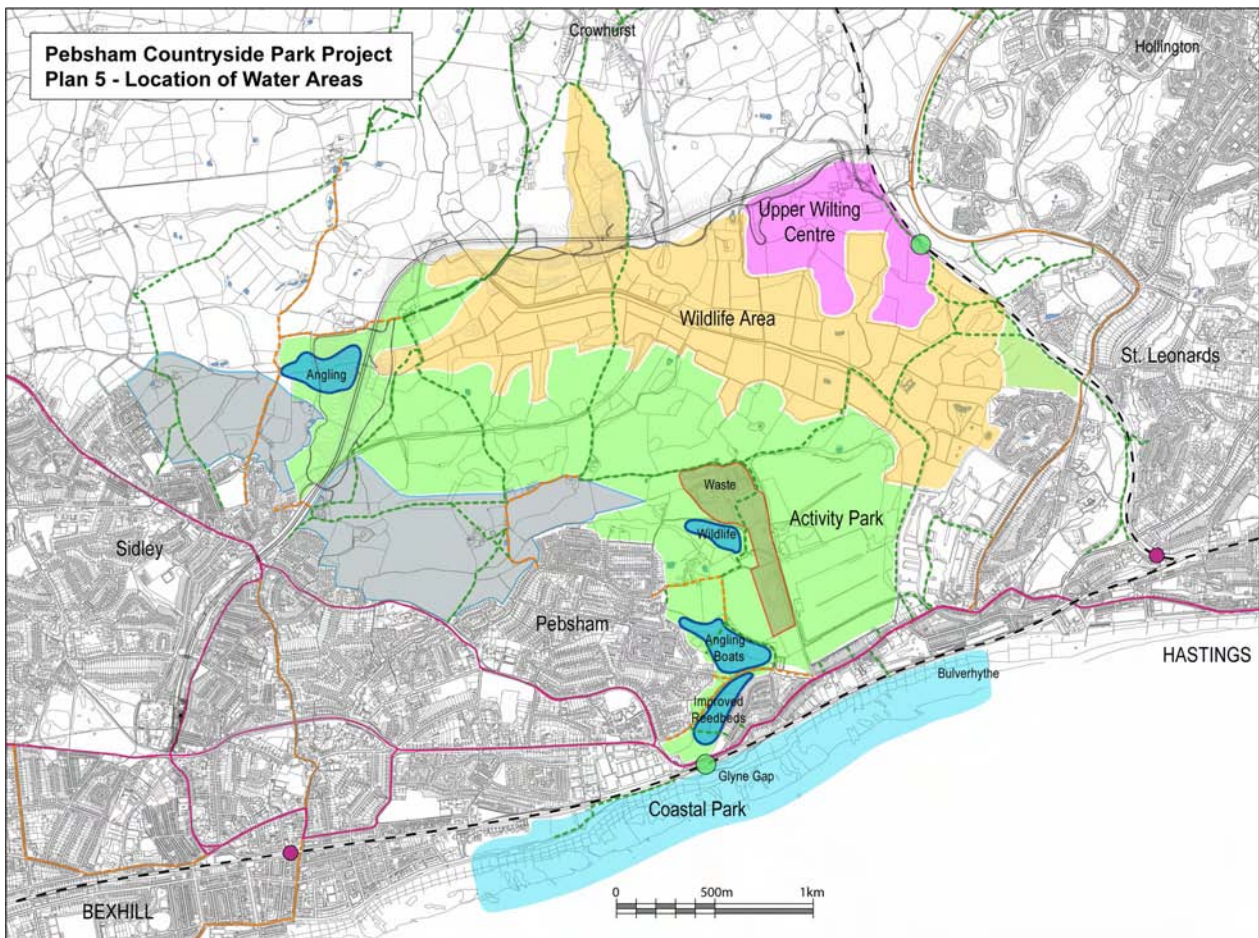 Pebsham Countryside Park Project
Plan 5 - Location of Water Areas
Crowhurst
Hollington
Upper Wilting
Centre
Wildlife Area
St. Leonards
Angling
Waste
Activity Park
Wildlife
Sidley
Pebsham
Angling
Boats
HASTINGS
Bulverhythe
Improved
Reedbeds
Glyne Gap
Coastal Park
0 500m 1km
BEXHILL